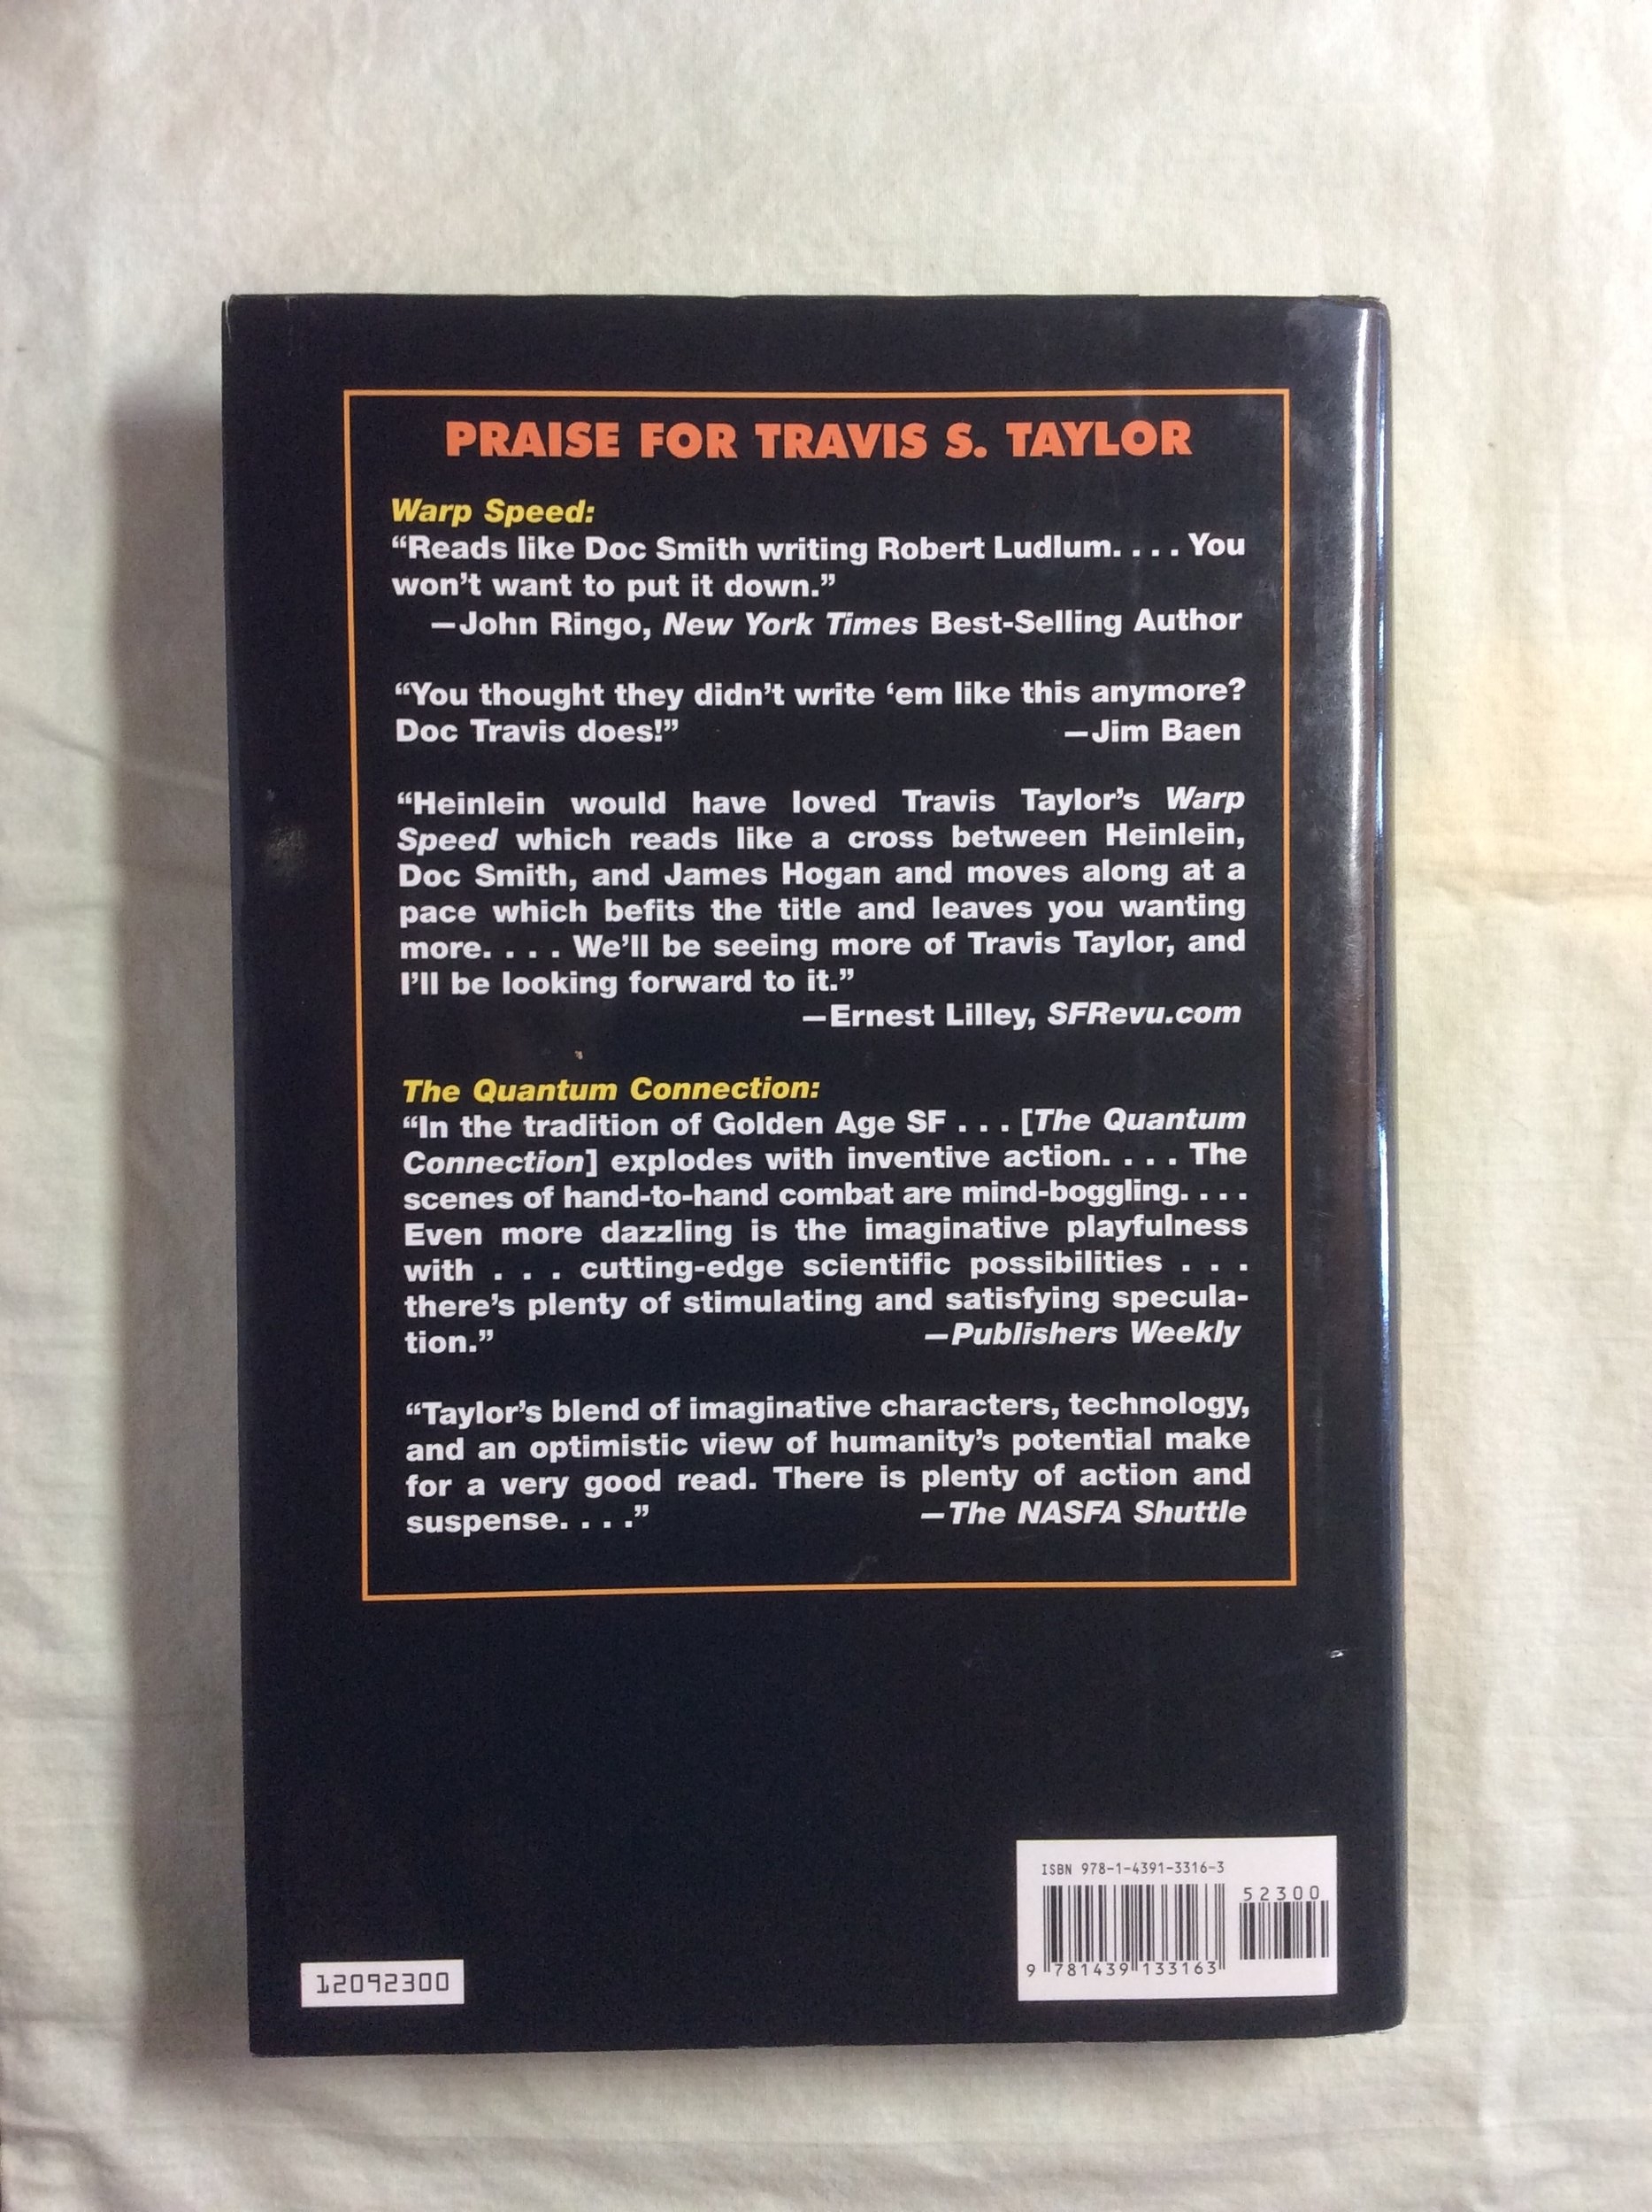 PRAISE FOR TRAVIS S. TAYLOR
Warp Speed:
“Reads like Doc Smith writing Robert Ludlum. . . . You
won’t want to put it down.”
—John Ringo, New York Times Best-Selling Author
“You thought they didn’t write ‘em like this anymore?
Doc Travis does!” —Jim Baen
“Heinlein would have loved Travis Taylor’s Warp
Speed which reads like a cross between Heinlein,
Doc Smith, and James Hogan and moves along at a
pace which befits the title and leaves you wanting
more. . . . We’ll be seeing more of Travis Taylor, and
I’ll be looking forward to it.”
—Ernest Lilley, SFRevu.com
The Quantum Connection:
“In the tradition of Golden Age SF . . . [The Quantum
Connection] explodes with inventive action. . . . The
scenes of hand-to-hand combat are mind-boggling. . . .
Even more dazzling is the imaginative playfulness
with . . . cutting-edge scientific possibilities . . .
there’s plenty of stimulating and satisfying specula-
tion.” —Publishers Weekly
“Taylor’s blend of imaginative characters, technology,
and an optimistic view of humanity’s potential make
for a very good read. There is plenty of action and
suspense. . . .” —The NASFA Shuttle
ISBN 978-1-4391-3316-3
52300
9 781439 133163
12092300